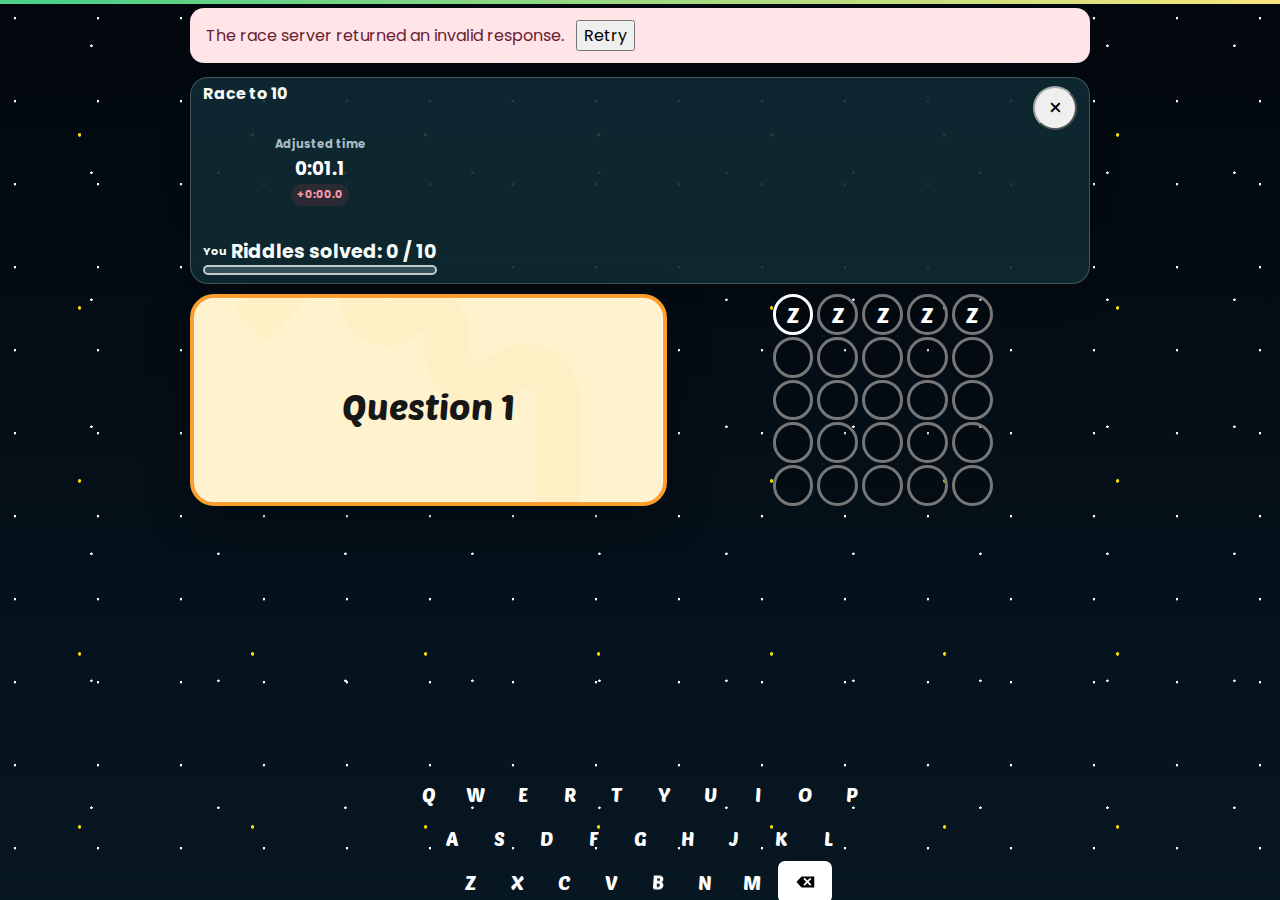 The race server returned an invalid response. Retry
Race to 10
×
Adjusted time
0:01.1
+0:00.0
You Riddles solved: 0 / 10
Question 1
Z Z Z Z Z
Q W E R T Y U I O P
A S D F G H J K L
Z X C V B N M